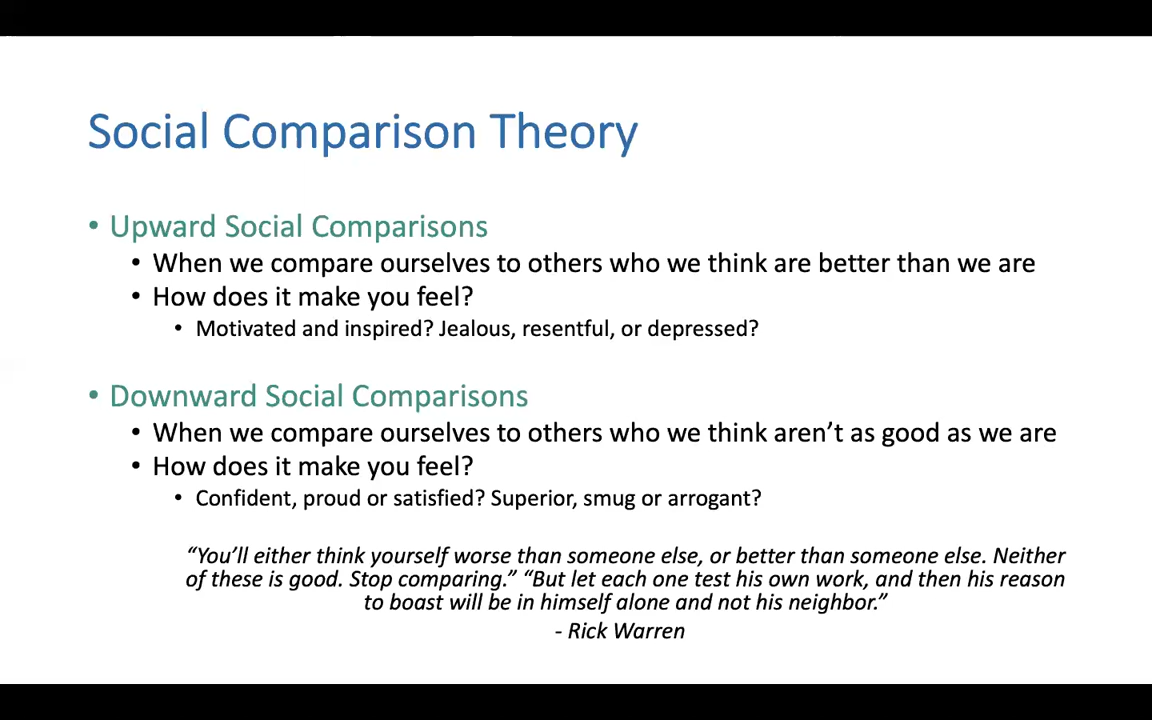 Social Comparison Theory
• Upward Social Comparisons
• When we compare ourselves to others who we think are better than we are
• How does it make you feel?
• Motivated and inspired? Jealous, resentful, or depressed?
• Downward Social Comparisons
• When we compare ourselves to others who we think aren’t as good as we are
• How does it make you feel?
• Confident, proud or satisfied? Superior, smug or arrogant?
“You’ll either think yourself worse than someone else, or better than someone else. Neither
of these is good. Stop comparing.” “But let each one test his own work, and then his reason
to boast will be in himself alone and not his neighbor.”
- Rick Warren